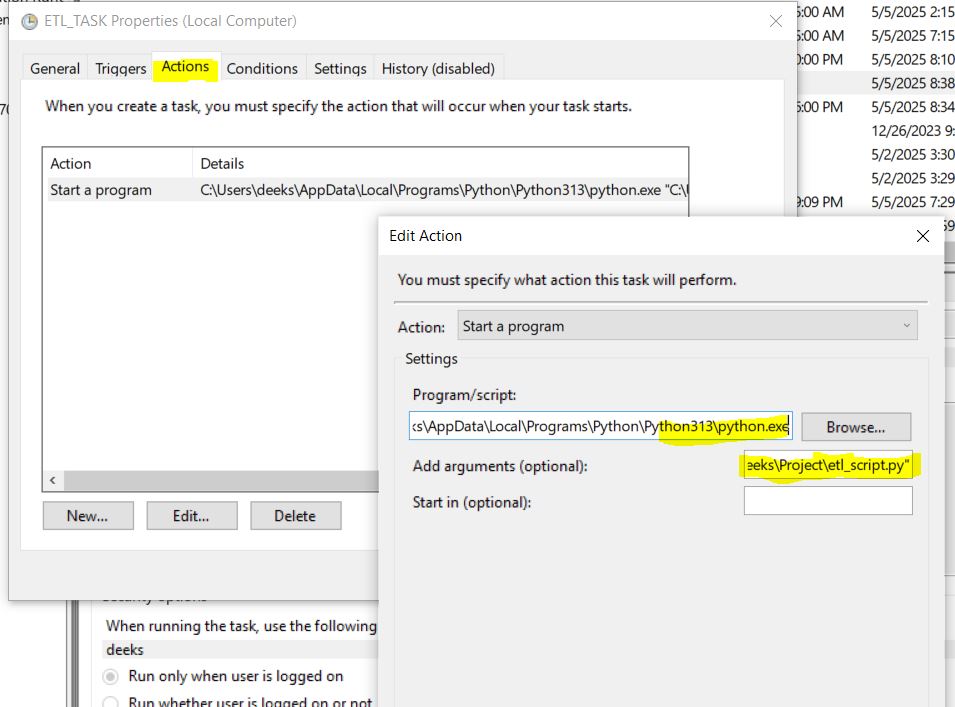 ETL_TASK Properties (Local Computer)
General Triggers Actions Conditions Settings History (disabled)
When you create a task, you must specify the action that will occur when your task starts.
Action Details
Start a program C:\Users\deeks\AppData\Local\Programs\Python\Python313\python.exe "C:\
New... Edit... Delete
Edit Action
You must specify what action this task will perform.
Action: Start a program
Settings
Program/script:
\AppData\Local\Programs\Python\Python313\python.exe Browse...
Add arguments (optional): eeks\Project\etl_script.py"
Start in (optional):
5:00 AM 5/5/2025 2:15
5:00 AM 5/5/2025 7:15
0:00 PM 5/5/2025 8:10
5/5/2025 8:38
5:00 PM 5/5/2025 8:34
12/26/2023 9:
5/2/2025 3:30
5/2/2025 3:29
9:09 PM 5/5/2025 7:29
Security options
When running the task, use the following
deeks
Run only when user is logged on
Run whether user is logged on or not